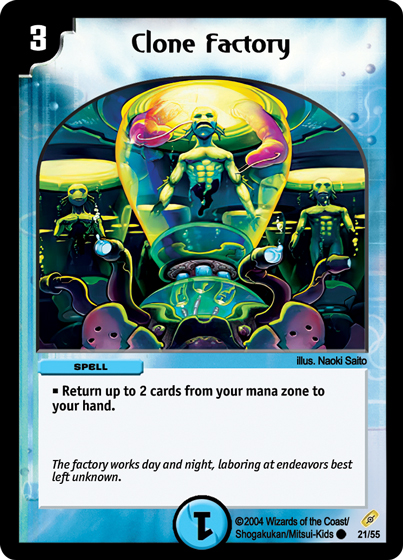 3
Clone Factory
illus. Naoki Saito
SPELL
▪ Return up to 2 cards from your mana zone to
your hand.
The factory works day and night, laboring at endeavors best
left unknown.
1
©2004 Wizards of the Coast/
Shogakukan/Mitsui-Kids ● 21/55